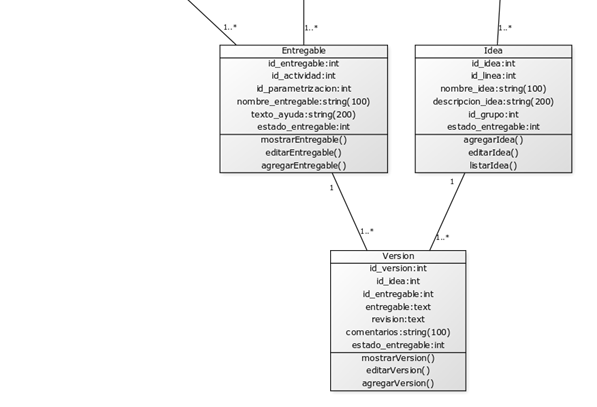 1..*
1..*
1..*
Entregable
id_entregable:int
id_actividad:int
id_parametrizacion:int
nombre_entregable:string(100)
texto_ayuda:string(200)
estado_entregable:int
mostrarEntregable()
editarEntregable()
agregarEntregable()
Idea
id_idea:int
id_linea:int
nombre_idea:string(100)
descripcion_idea:string(200)
id_grupo:int
estado_entregable:int
agregarIdea()
editarIdea()
listarIdea()
1
1
1..*
1..*
Version
id_version:int
id_idea:int
id_entregable:int
entregable:text
revision:text
comentarios:string(100)
estado_entregable:int
mostrarVersion()
editarVersion()
agregarVersion()